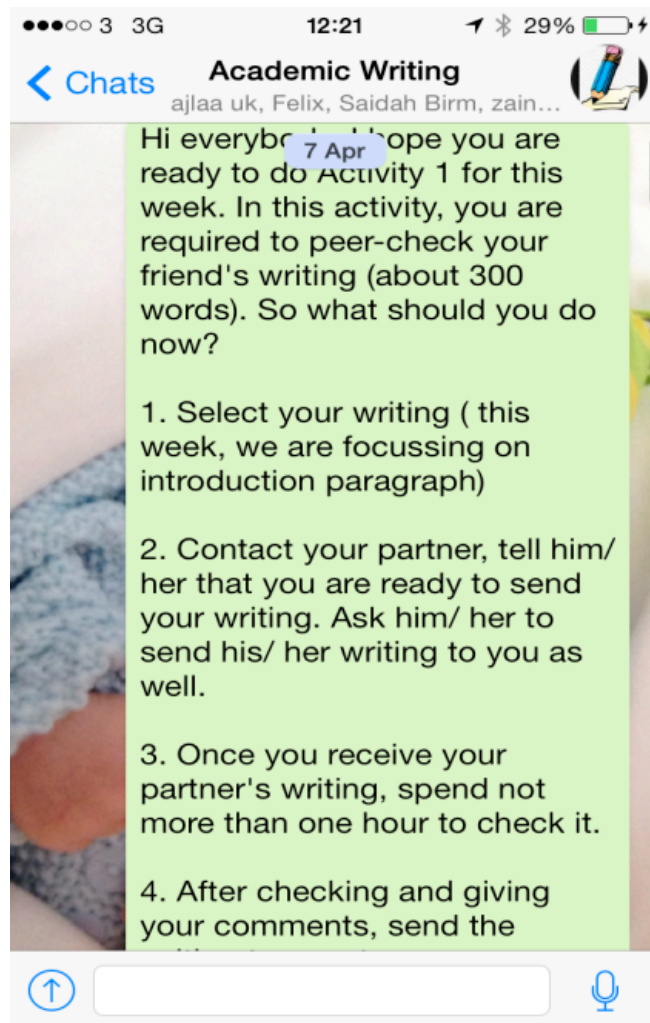 3 3G 12:21 29%
Chats Academic Writing
ajlaa uk, Felix, Saidah Birm, zain...
7 Apr
Hi ope you are
ready to do Activity 1 for this
week. In this activity, you are
required to peer-check your
friend's writing (about 300
words). So what should you do
now?
1. Select your writing ( this
week, we are focussing on
introduction paragraph)
2. Contact your partner, tell him/
her that you are ready to send
your writing. Ask him/ her to
send his/ her writing to you as
well.
3. Once you receive your
partner's writing, spend not
more than one hour to check it.
4. After checking and giving
your comments, send the